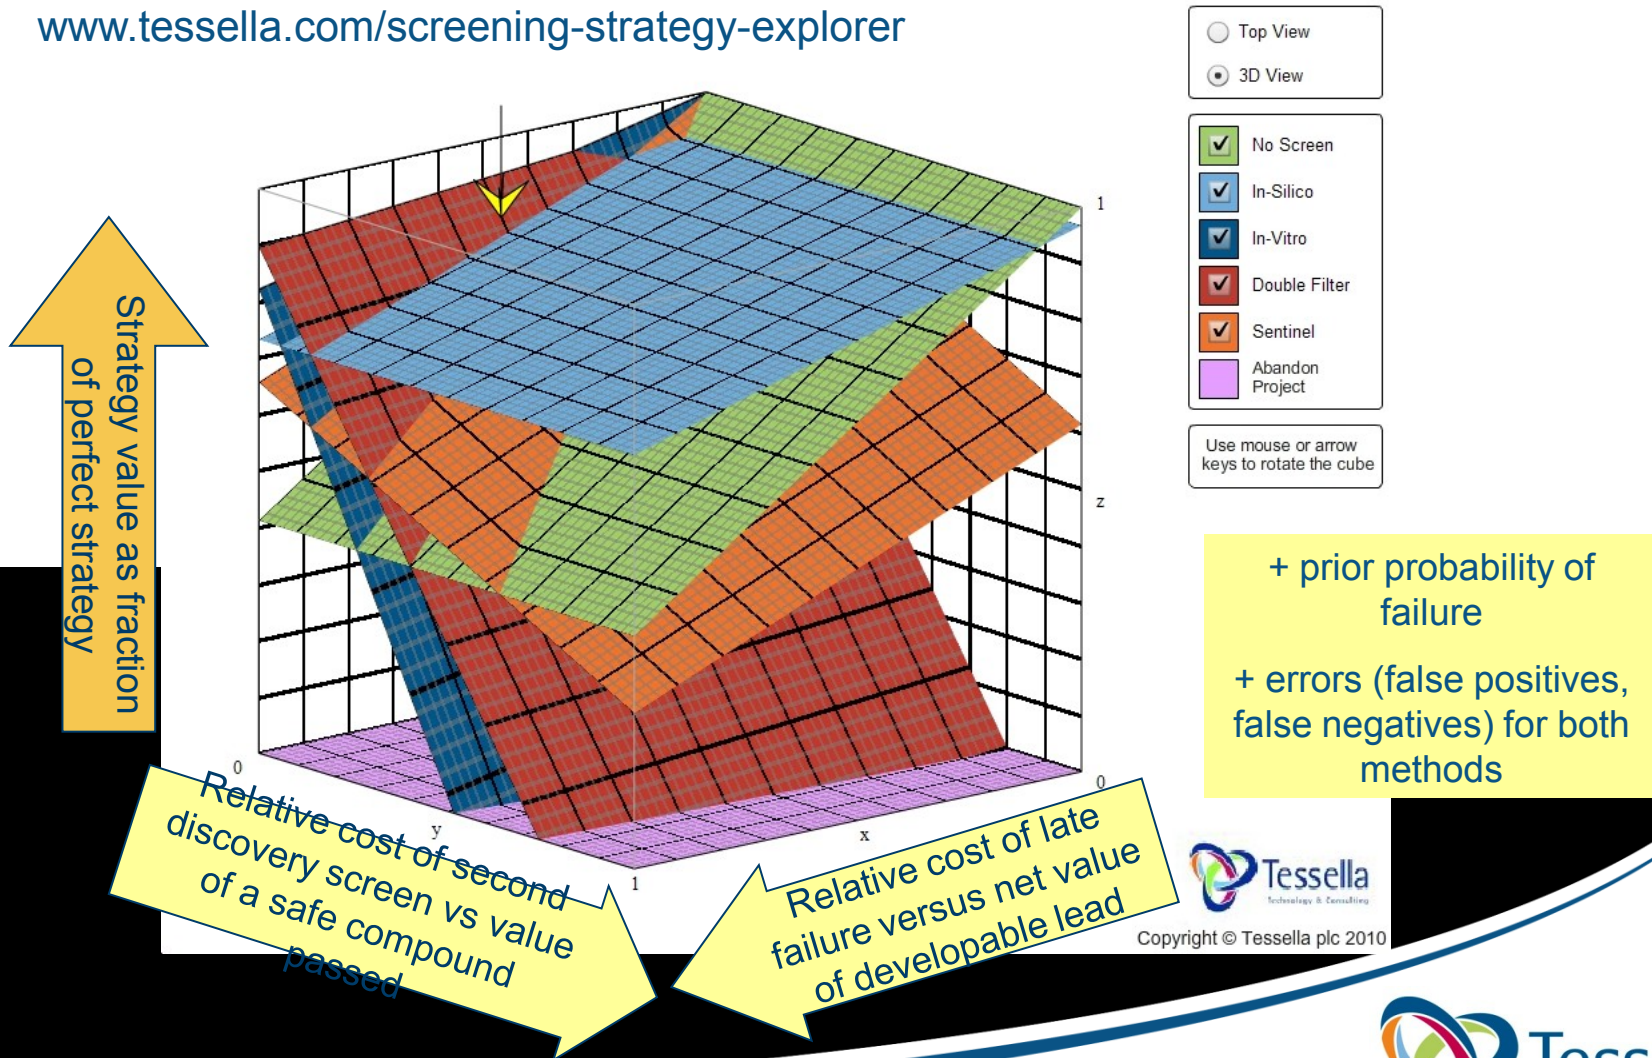 www.tessella.com/screening-strategy-explorer
Top View
3D View
No Screen
In-Silico
In-Vitro
Double Filter
Sentinel
Abandon
Project
Use mouse or arrow
keys to rotate the cube
1
z
0
x
1
y
0
Strategy value as fraction
of perfect strategy
Relative cost of second
discovery screen vs value
of a safe compound
passed
Relative cost of late
failure versus net value
of developable lead
+ prior probability of
failure
+ errors (false positives,
false negatives) for both
methods
Tessella
Technology & Consulting
Copyright © Tessella plc 2010
Tess